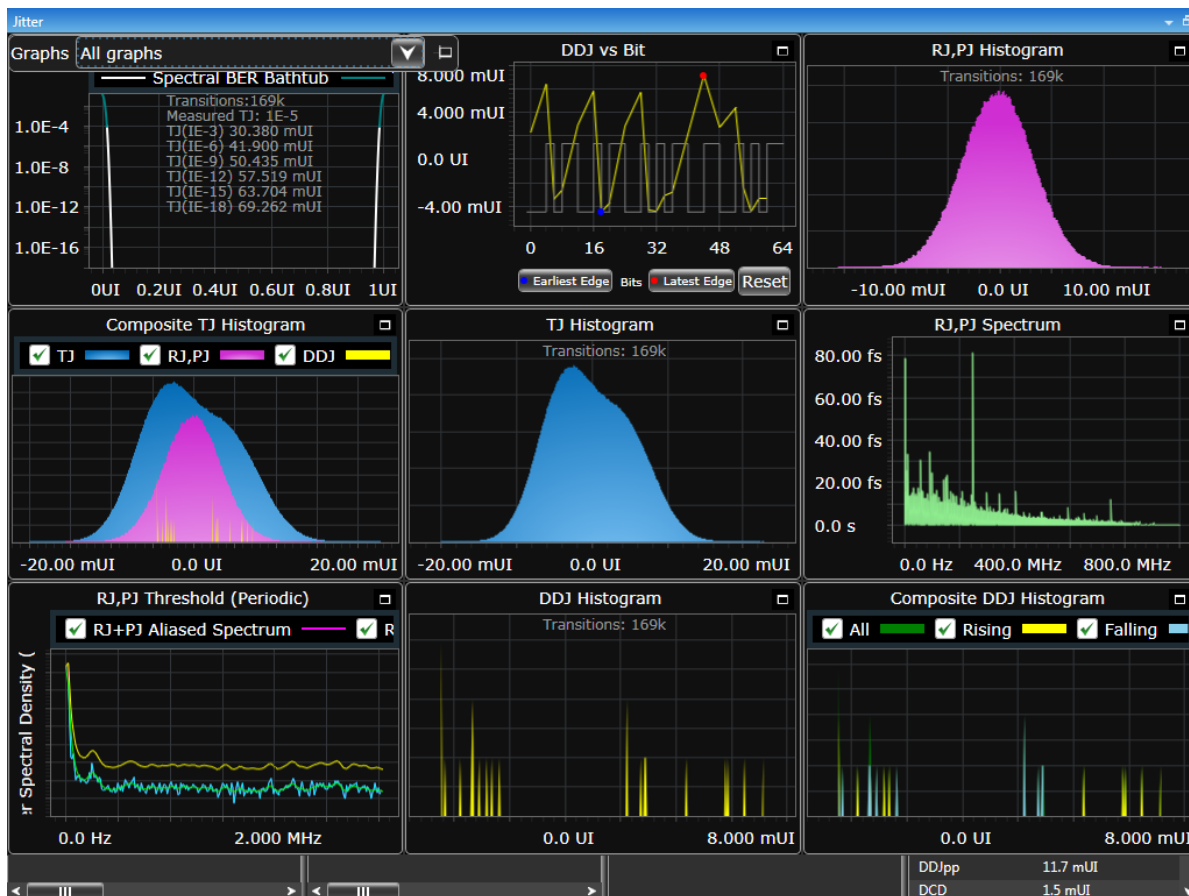 Jitter
Graphs All graphs
Spectral BER Bathtub
Transitions:169k
Measured TJ: 1E-5
TJ(IE-3) 30.380 mUI
TJ(IE-6) 41.900 mUI
TJ(IE-9) 50.435 mUI
TJ(IE-12) 57.519 mUI
TJ(IE-15) 63.704 mUI
TJ(IE-18) 69.262 mUI
1.0E-4
1.0E-8
1.0E-12
1.0E-16
0UI 0.2UI 0.4UI 0.6UI 0.8UI 1UI
DDJ vs Bit
8.000 mUI
4.000 mUI
0.0 UI
-4.00 mUI
0 16 32 48 64
Earliest Edge Bits Latest Edge Reset
RJ,PJ Histogram
Transitions: 169k
-10.00 mUI 0.0 UI 10.00 mUI
Composite TJ Histogram
TJ RJ,PJ DDJ
-20.00 mUI 0.0 UI 20.00 mUI
TJ Histogram
Transitions: 169k
-20.00 mUI 0.0 UI 20.00 mUI
RJ,PJ Spectrum
80.00 fs
60.00 fs
40.00 fs
20.00 fs
0.0 s
0.0 Hz 400.0 MHz 800.0 MHz
RJ,PJ Threshold (Periodic)
RJ+PJ Aliased Spectrum R
er Spectral Density (
0.0 Hz 2.000 MHz
DDJ Histogram
Transitions: 169k
0.0 UI 8.000 mUI
Composite DDJ Histogram
All Rising Falling
0.0 UI 8.000 mUI
DDJpp 11.7 mUI
DCD 1.5 mUI